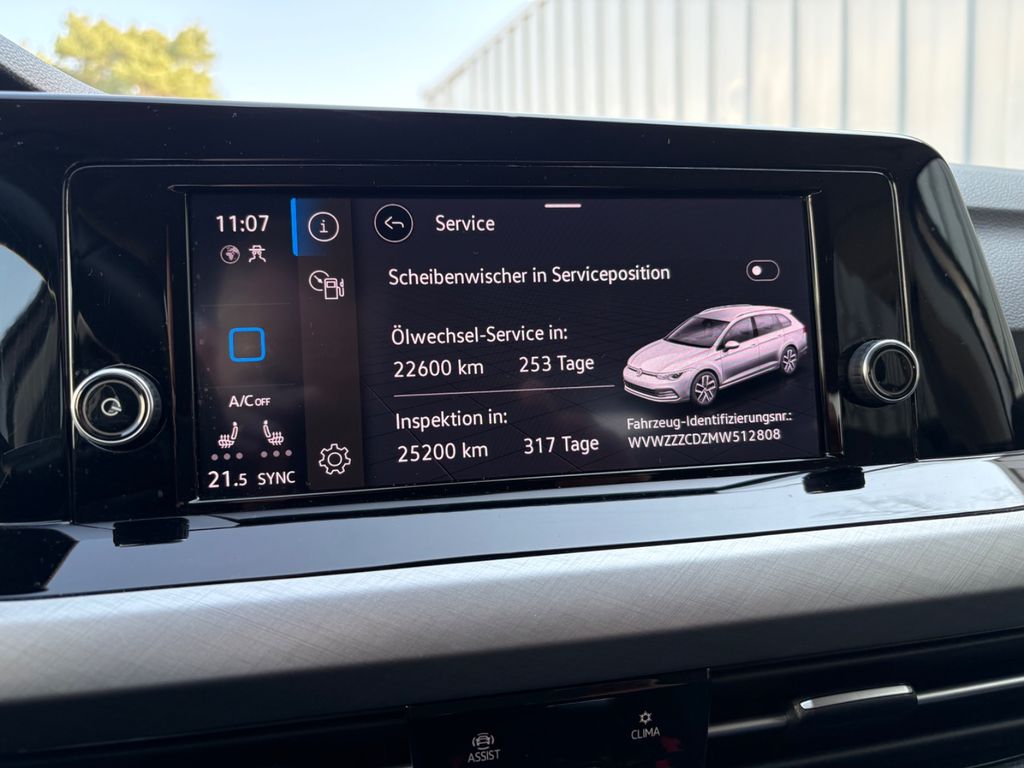 11:07
Service
Scheibenwischer in Serviceposition
Ölwechsel-Service in:
22600 km 253 Tage
A/C OFF
Inspektion in:
25200 km 317 Tage
Fahrzeug-Identifizierungsnr.:
WVWZZZCDZMW512808
21.5 SYNC
CLIMA
ASSIST